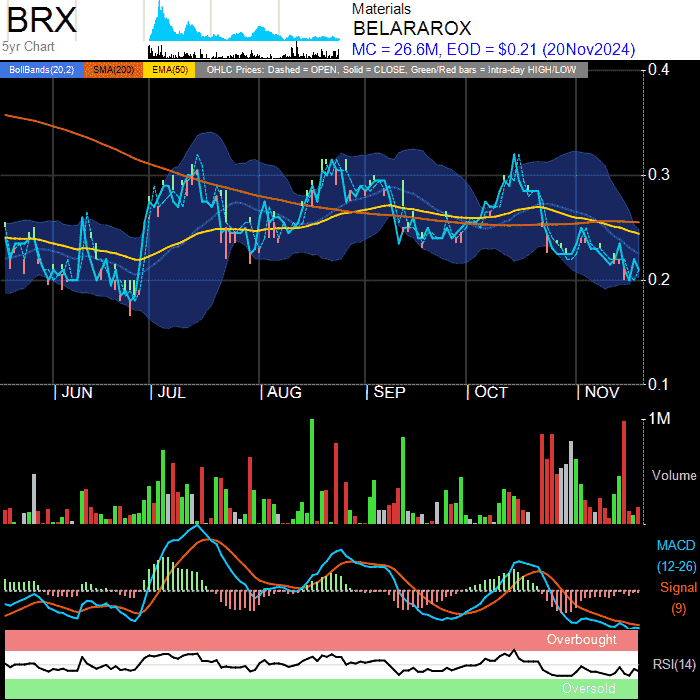 BRX
5yr Chart
Materials
BELARAROX
MC = 26.6M, EOD = $0.21 (20Nov2024)
BollBands(20,2) SMA(200) EMA(50) OHLC Prices: Dashed = OPEN, Solid = CLOSE, Green/Red bars = Intra-day HIGH/LOW
0.4
0.3
0.2
0.1
JUN JUL AUG SEP OCT NOV
1M
Volume
MACD
(12-26)
Signal
(9)
Overbought
RSI(14)
Oversold